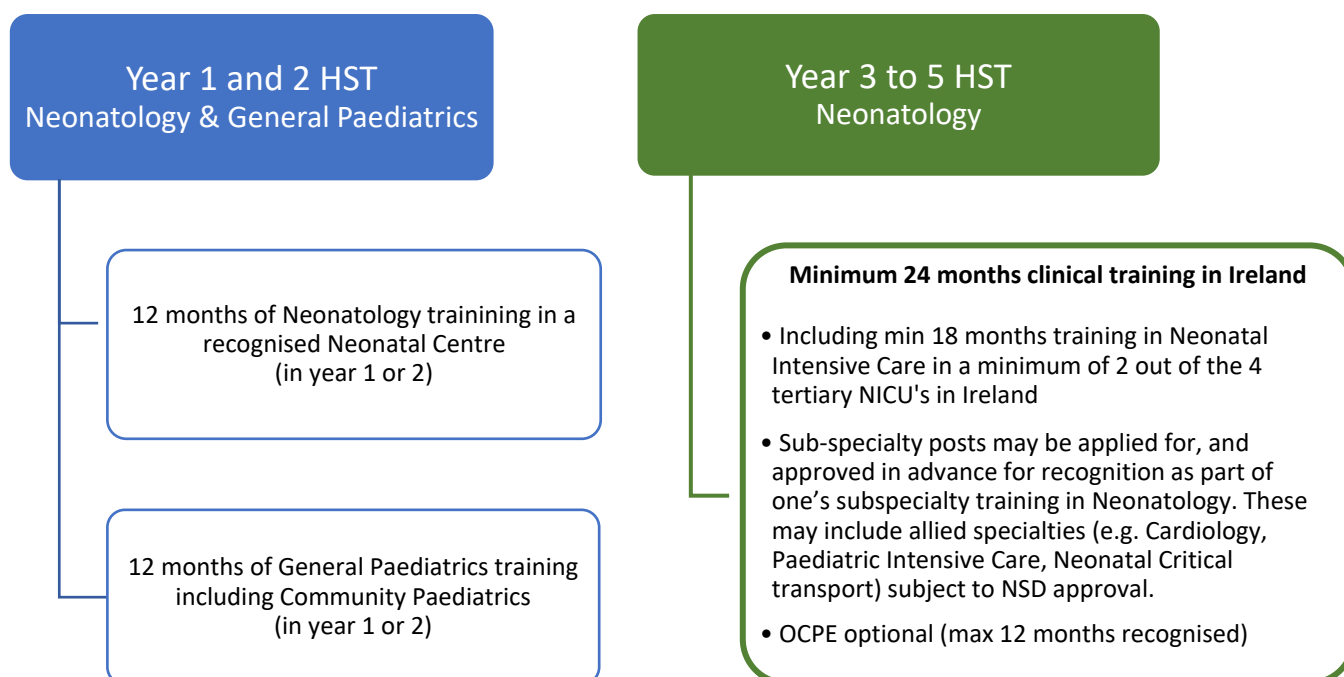 Year 1 and 2 HST
Neonatology & General Paediatrics
12 months of Neonatology trainining in a
recognised Neonatal Centre
(in year 1 or 2)
12 months of General Paediatrics training
including Community Paediatrics
(in year 1 or 2)
Year 3 to 5 HST
Neonatology
Minimum 24 months clinical training in Ireland
• Including min 18 months training in Neonatal
Intensive Care in a minimum of 2 out of the 4
tertiary NICU's in Ireland
• Sub-specialty posts may be applied for, and
approved in advance for recognition as part of
one’s subspecialty training in Neonatology. These
may include allied specialties (e.g. Cardiology,
Paediatric Intensive Care, Neonatal Critical
transport) subject to NSD approval.
• OCPE optional (max 12 months recognised)